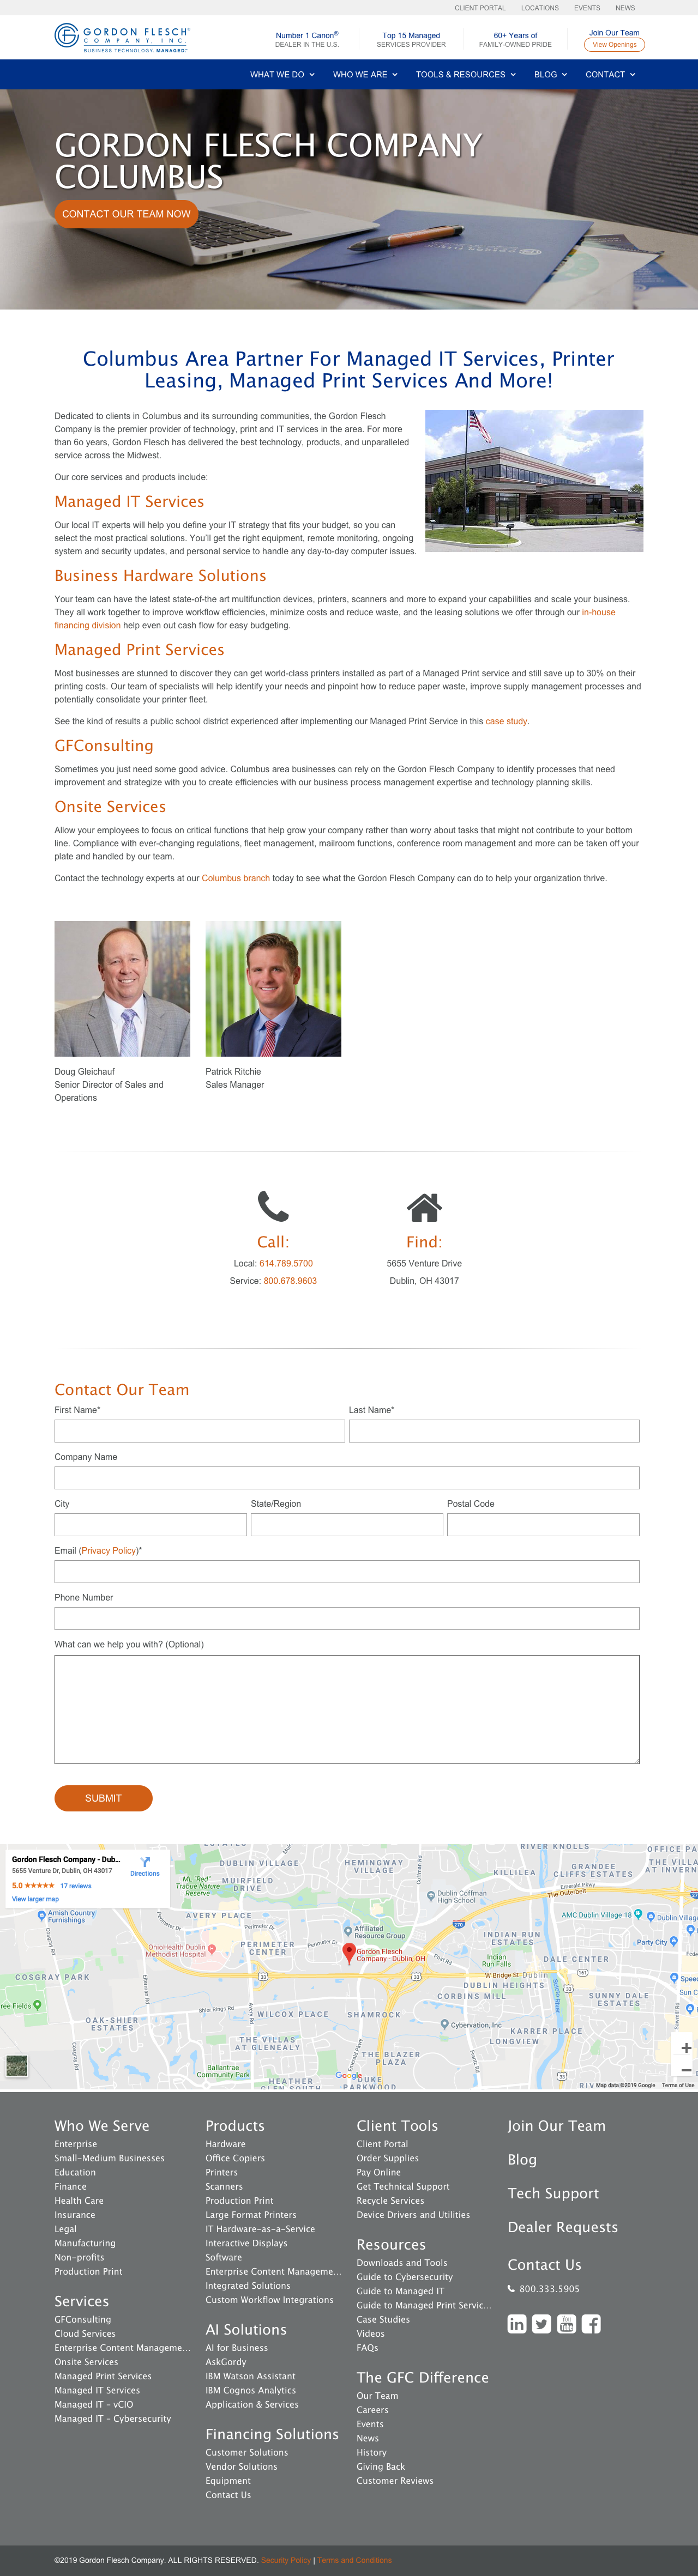 CLIENT PORTAL LOCATIONS EVENTS NEWS
GORDON FLESCH®
COMPANY, INC.
BUSINESS TECHNOLOGY. MANAGED™
Number 1 Canon®
DEALER IN THE U.S.
Top 15 Managed
SERVICES PROVIDER
60+ Years of
FAMILY-OWNED PRIDE
Join Our Team
View Openings
WHAT WE DO WHO WE ARE TOOLS & RESOURCES BLOG CONTACT
GORDON FLESCH COMPANY
COLUMBUS
CONTACT OUR TEAM NOW
Columbus Area Partner For Managed IT Services, Printer
Leasing, Managed Print Services And More!
Dedicated to clients in Columbus and its surrounding communities, the Gordon Flesch
Company is the premier provider of technology, print and IT services in the area. For more
than 6o years, Gordon Flesch has delivered the best technology, products, and unparalleled
service across the Midwest.
Our core services and products include:
Managed IT Services
Our local IT experts will help you define your IT strategy that fits your budget, so you can
select the most practical solutions. You'll get the right equipment, remote monitoring, ongoing
system and security updates, and personal service to handle any day-to-day computer issues.
Business Hardware Solutions
Your team can have the latest state-of-the art multifunction devices, printers, scanners and more to expand your capabilities and scale your business.
They all work together to improve workflow efficiencies, minimize costs and reduce waste, and the leasing solutions we offer through our in-house
financing division help even out cash flow for easy budgeting.
Managed Print Services
Most businesses are stunned to discover they can get world-class printers installed as part of a Managed Print service and still save up to 30% on their
printing costs. Our team of specialists will help identify your needs and pinpoint how to reduce paper waste, improve supply management processes and
potentially consolidate your printer fleet.
See the kind of results a public school district experienced after implementing our Managed Print Service in this case study.
GFConsulting
Sometimes you just need some good advice. Columbus area businesses can rely on the Gordon Flesch Company to identify processes that need
improvement and strategize with you to create efficiencies with our business process management expertise and technology planning skills.
Onsite Services
Allow your employees to focus on critical functions that help grow your company rather than worry about tasks that might not contribute to your bottom
line. Compliance with ever-changing regulations, fleet management, mailroom functions, conference room management and more can be taken off your
plate and handled by our team.
Contact the technology experts at our Columbus branch today to see what the Gordon Flesch Company can do to help your organization thrive.
Doug Gleichauf
Senior Director of Sales and
Operations
Patrick Ritchie
Sales Manager
Call:
Local: 614.789.5700
Service: 800.678.9603
Find:
5655 Venture Drive
Dublin, OH 43017
Contact Our Team
First Name* Last Name*
Company Name
City State/Region Postal Code
Email (Privacy Policy)*
Phone Number
What can we help you with? (Optional)
SUBMIT
Gordon Flesch Company - Dub...
5655 Venture Dr, Dublin, OH 43017
5.0 ★★★★★ 17 reviews
View larger map
Directions
RIVER KNOLLS
OFFICE PA
DUBLIN VILLAGE
HEMINGWAY
VILLAGE
KILLILEA
GRANDEE
CLIFFS ESTATES
THE VILLA
AT INVERN
ML "Red"
Trabue Nature
Reserve
MUIRFIELD
DRIVE
Coffman Rd
Emerald Pkwy
The Outerbelt
Dublin Coffman
High School
270
Amish Country
Furnishings
AVERY PLACE
Perimeter Dr
AMC Dublin Village 18
Dublin Village
Cosgray Rd
Affiliated
Resource Group
INDIAN RUN
ESTATES
Party City
OhioHealth Dublin
Methodist Hospital
PERIMETER
CENTER
Perimeter Dr
Gordon Flesch
Company - Dublin, OH
Post Rd
Indian
Run Falls
DALE CENTER
COSGRAY PARK
33
W Bridge St Dublin
161
DUBLIN HEIGHTS
Spee
Sun C
CORBINS MILL
SUNNY DALE
ESTATES
ree Fields
OAK-SHIER
ESTATES
Shier Rings Rd
WILCOX PLACE
SHAMROCK
Cybervation, Inc
KARRER PLACE
LONGVIEW
THE VILLAS
AT GLENEALY
THE BLAZER
PLAZA
Ballantrae
Community Park
Google
HEATHER
GLEN SOUTH
DUKE
PARKWOOD
RIV
Map data ©2019 Google Terms of Use
Who We Serve
Enterprise
Small-Medium Businesses
Education
Finance
Health Care
Insurance
Legal
Manufacturing
Non-profits
Production Print
Services
GFConsulting
Cloud Services
Enterprise Content Manageme...
Onsite Services
Managed Print Services
Managed IT Services
Managed IT - vCIO
Managed IT - Cybersecurity
Products
Hardware
Office Copiers
Printers
Scanners
Production Print
Large Format Printers
IT Hardware-as-a-Service
Interactive Displays
Software
Enterprise Content Manageme...
Integrated Solutions
Custom Workflow Integrations
AI Solutions
AI for Business
AskGordy
IBM Watson Assistant
IBM Cognos Analytics
Application & Services
Financing Solutions
Customer Solutions
Vendor Solutions
Equipment
Contact Us
Client Tools
Client Portal
Order Supplies
Pay Online
Get Technical Support
Recycle Services
Device Drivers and Utilities
Resources
Downloads and Tools
Guide to Cybersecurity
Guide to Managed IT
Guide to Managed Print Servic...
Case Studies
Videos
FAQs
The GFC Difference
Our Team
Careers
Events
News
History
Giving Back
Customer Reviews
Join Our Team
Blog
Tech Support
Dealer Requests
Contact Us
800.333.5905
©2019 Gordon Flesch Company. ALL RIGHTS RESERVED. Security Policy | Terms and Conditions